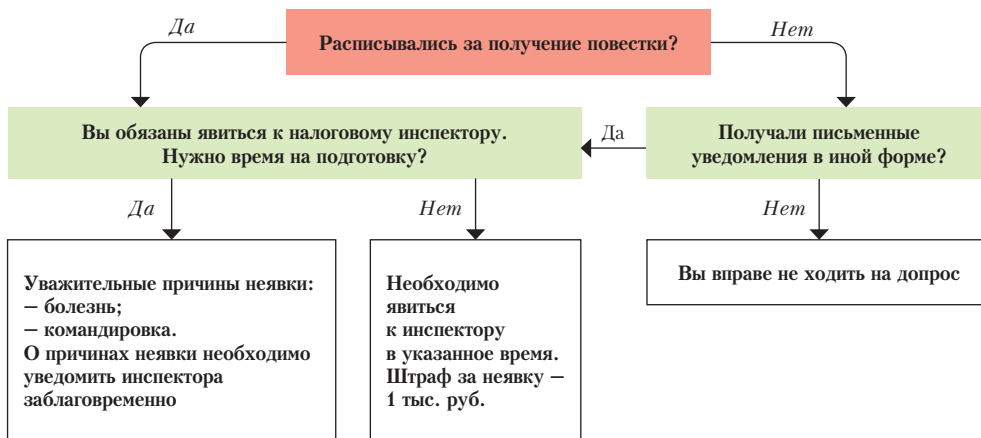 Да
Расписывались за получение повестки?
Нет
Вы обязаны явиться к налоговому инспектору.
Нужно время на подготовку?
Да
Получали письменные
уведомления в иной форме?
Да
Нет
Нет
Уважительные причины неявки:
– болезнь;
– командировка.
О причинах неявки необходимо
уведомить инспектора
заблаговременно
Необходимо
явиться
к инспектору
в указанное время.
Штраф за неявку –
1 тыс. руб.
Вы вправе не ходить на допрос